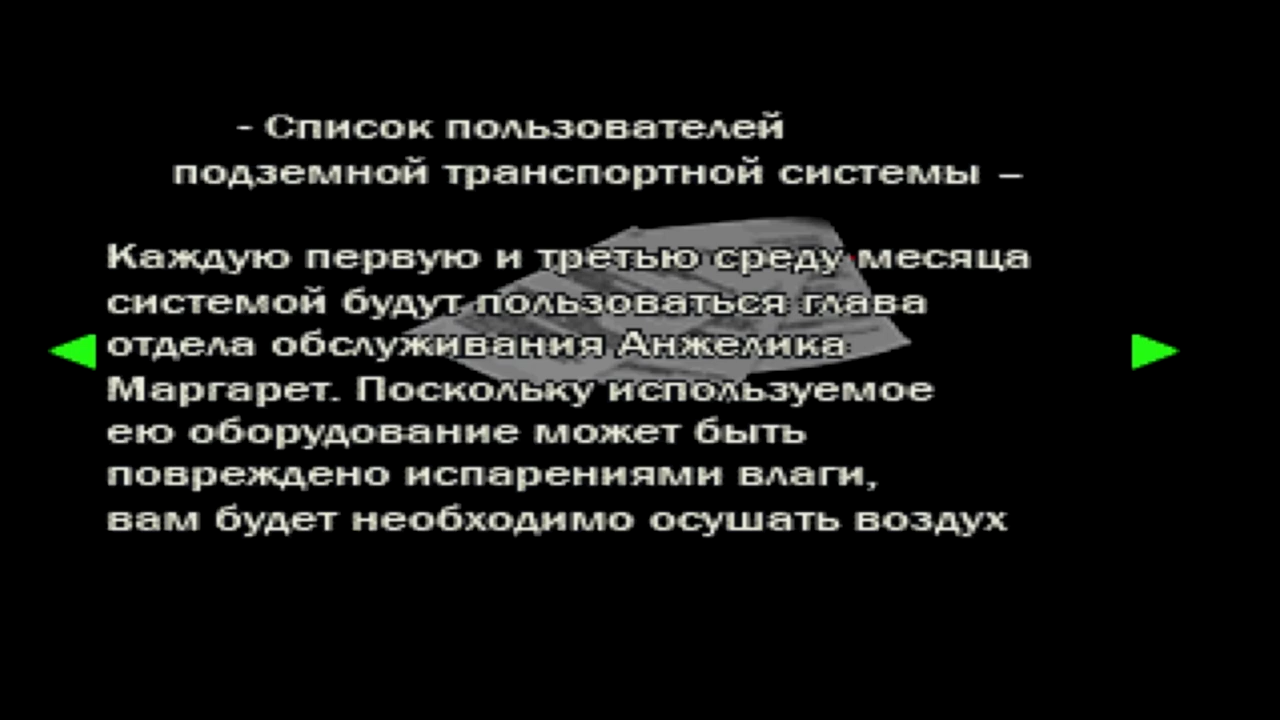 - Список пользователей
подземной транспортной системы –
Каждую первую и третью среду месяца
системой будут пользоваться глава
отдела обслуживания Анжелика
Маргарет. Поскольку используемое
ею оборудование может быть
повреждено испарениями влаги,
вам будет необходимо осушать воздух